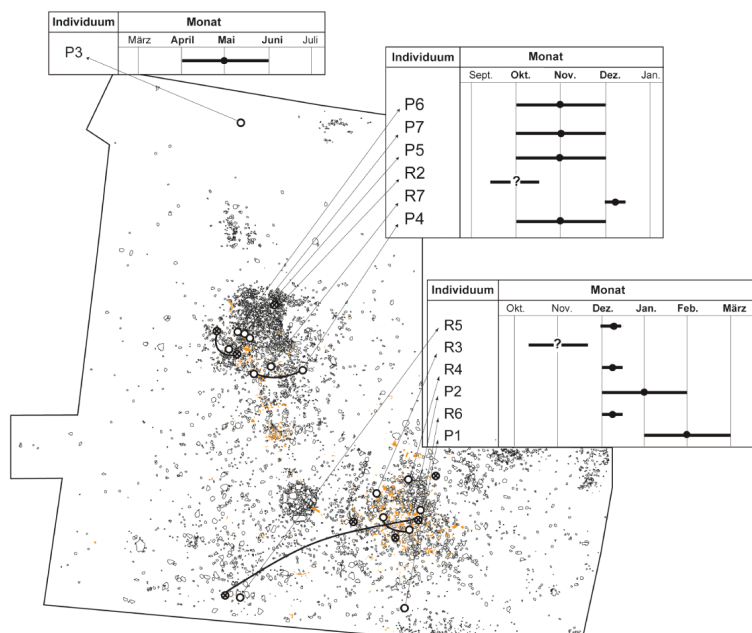 Individuum Monat
März April Mai Juni Juli
P3
Individuum Monat
Sept. Okt. Nov. Dez. Jan.
P6
P7
P5
R2
?
R7
P4
Individuum Monat
Okt. Nov. Dez. Jan. Feb. März
R5
R3 ?
R4
P2
R6
P1